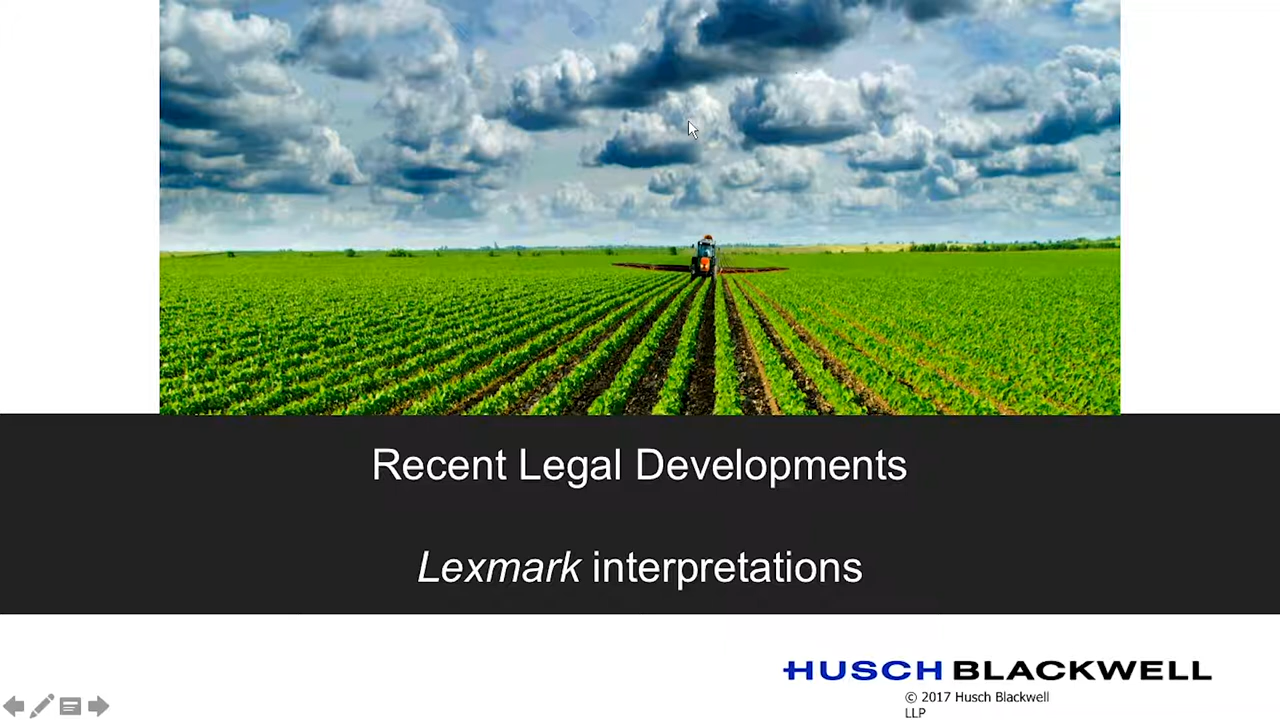 Recent Legal Developments
Lexmark interpretations
HUSCH BLACKWELL
© 2017 Husch Blackwell
LLP